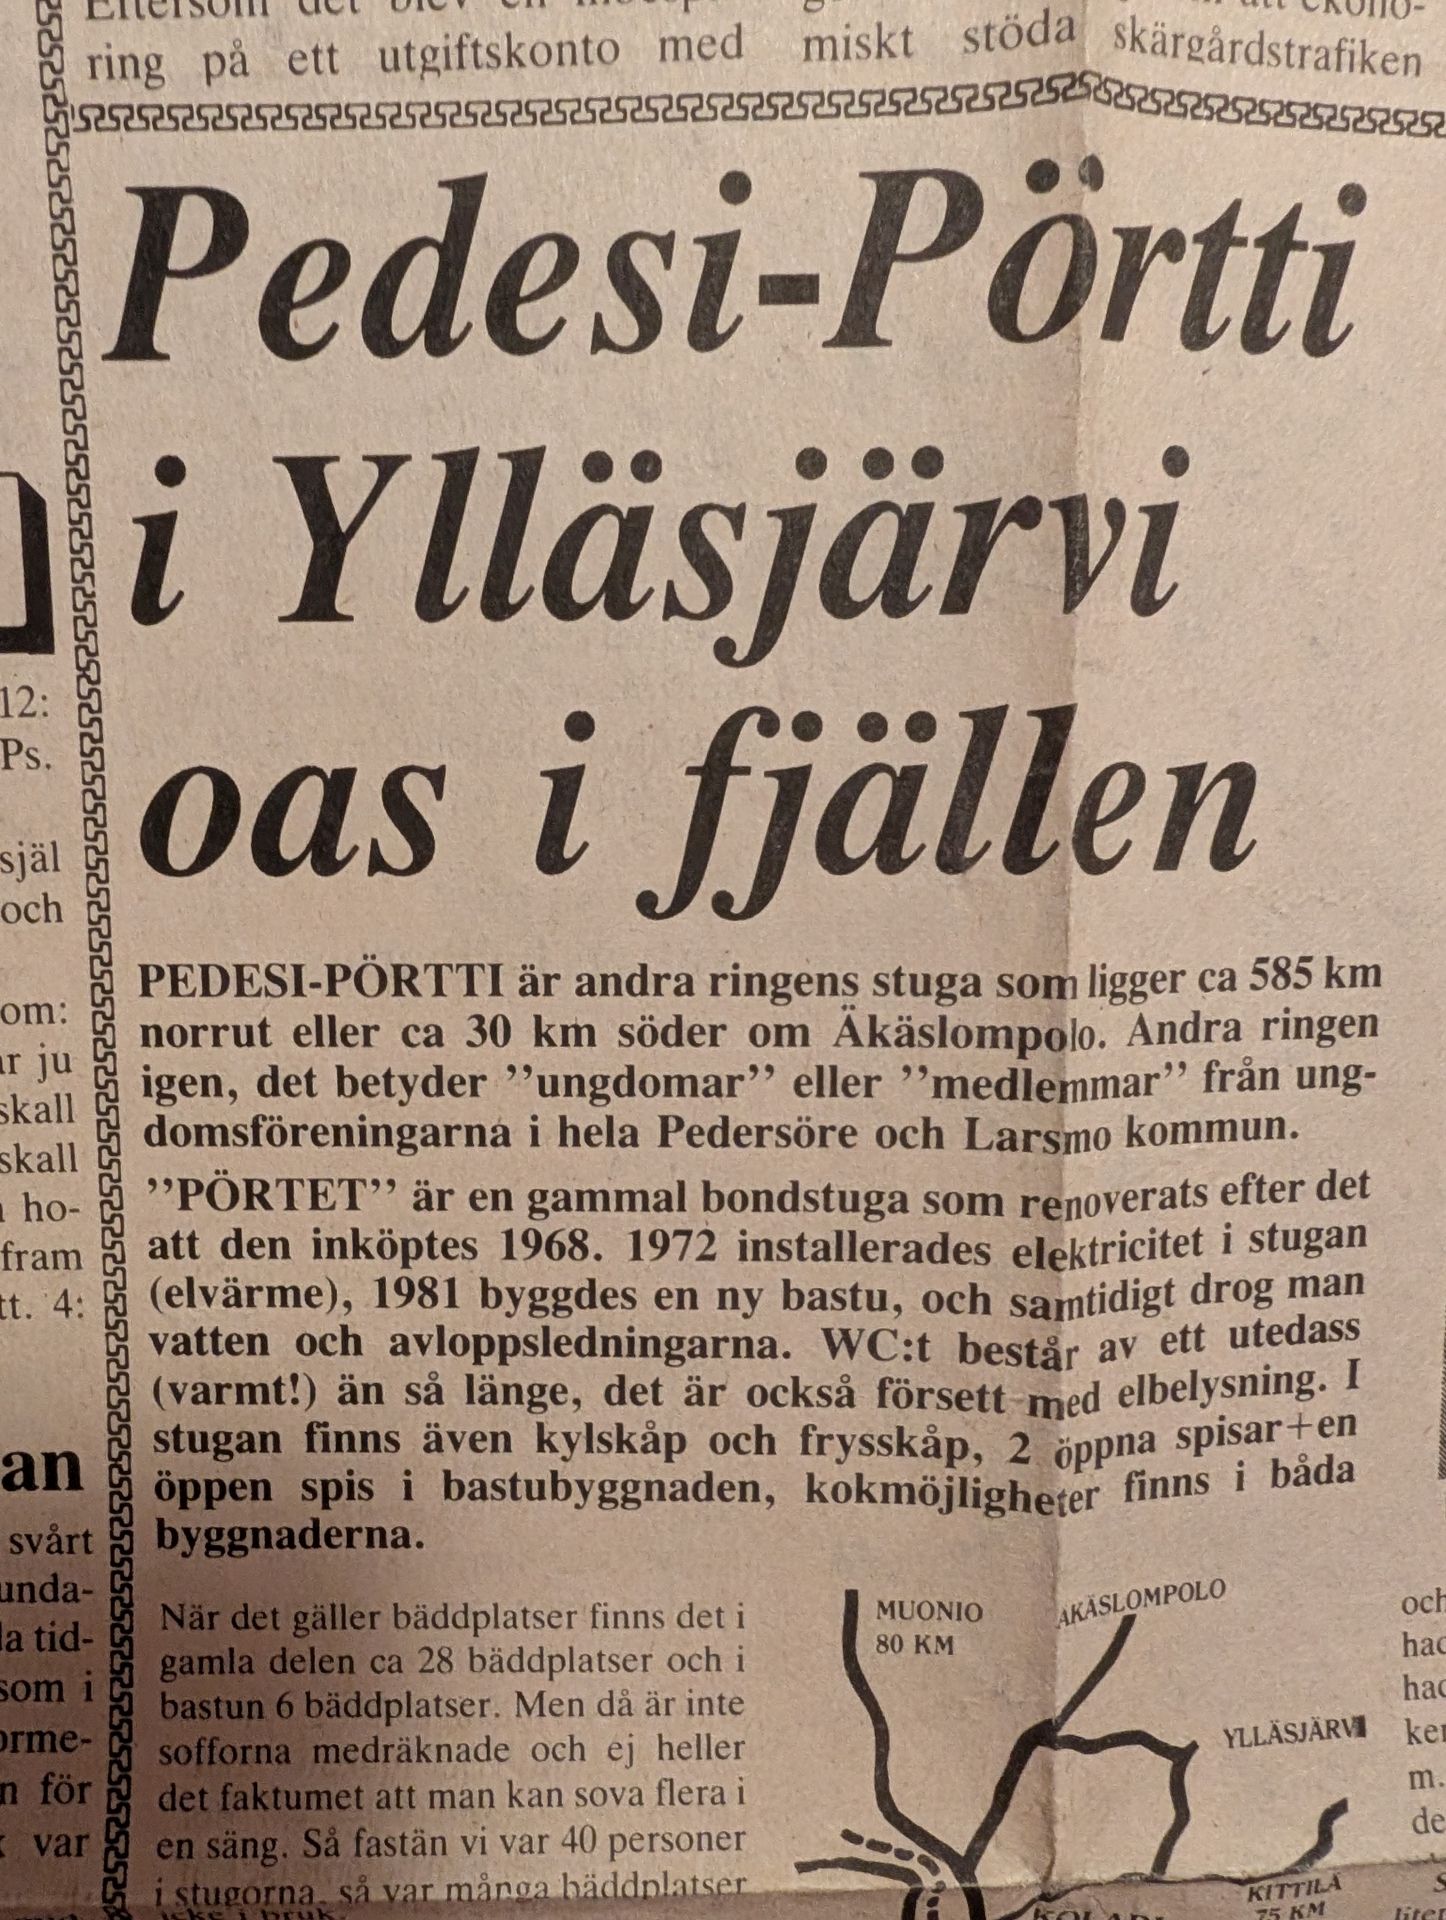 ring på ett utgiftskonto med
miskt stöda skärgårdstrafiken
Pedesi-Pörtti
i Ylläsjärvi
oas i fjällen
PEDESI-PÖRTTI är andra ringens stuga som ligger ca 585 km
norrut eller ca 30 km söder om Äkäslompolo. Andra ringen
igen, det betyder ”ungdomar” eller ”medlemmar” från ung-
domsföreningarna i hela Pedersöre och Larsmo kommun.
”PÖRTET” är en gammal bondstuga som renoverats efter det
att den inköptes 1968. 1972 installerades elektricitet i stugan
(elvärme), 1981 byggdes en ny bastu, och samtidigt drog man
vatten och avloppsledningarna. WC:t består av ett utedass
(varmt!) än så länge, det är också försett med elbelysning. I
stugan finns även kylskåp och frysskåp, 2 öppna spisar+en
öppen spis i bastubyggnaden, kokmöjligheter finns i båda
byggnaderna.
När det gäller bäddplatser finns det i
gamla delen ca 28 bäddplatser och i
bastun 6 bäddplatser. Men då är inte
sofforna medräknade och ej heller
det faktumet att man kan sova flera i
en säng. Så fastän vi var 40 personer
i stugorna, så var många bäddplatser
MUONIO
80 KM
ÄKÄSLOMPOLO
YLLÄSJÄRVI
KITTILÄ
75 KM
12:
Ps.
själ
och
om:
ju
skall
skall
ho-
fram
4:
an
svårt
tid-
som i
för
var
och
m.